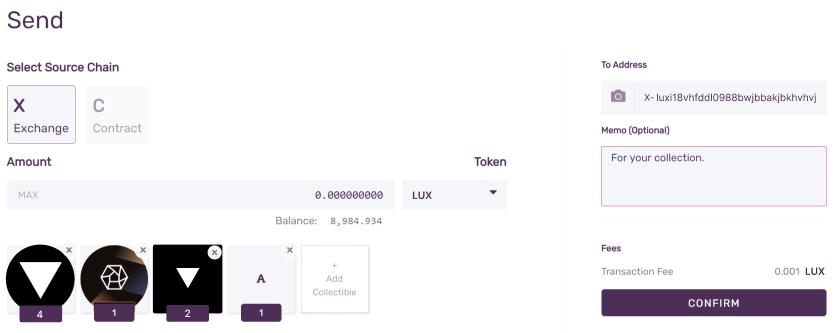 Send
Select Source Chain
X
Exchange
C
Contract
Amount
Token
MAX
0.000000000
LUX
Balance: 8,984.934
4
1
2
A
1
+
Add
Collectible
To Address
X- luxi18vhfddl0988bwjbbakjbkhvhvj
Memo (Optional)
For your collection.
Fees
Transaction Fee
0.001 LUX
CONFIRM